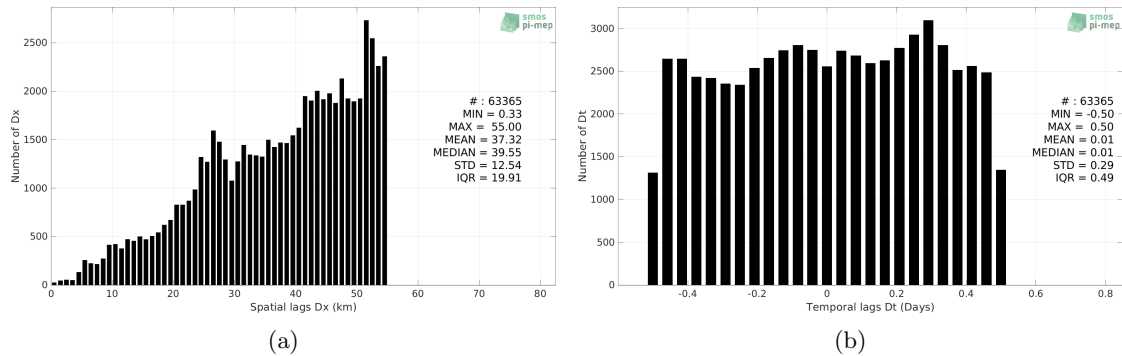 smos
pi-mep
2500
2000
1500
1000
500
0
Number of Dx
# : 63365
MIN = 0.33
MAX = 55.00
MEAN = 37.32
MEDIAN = 39.55
STD = 12.54
IQR = 19.91
0 10 20 30 40 50 60 70 80
Spatial lags Dx (km)
(a)
smos
pi-mep
3000
2500
2000
1500
1000
500
0
Number of Dt
# : 63365
MIN = -0.50
MAX = 0.50
MEAN = 0.01
MEDIAN = 0.01
STD = 0.29
IQR = 0.49
-0.4 -0.2 0 0.2 0.4 0.6 0.8
Temporal lags Dt (Days)
(b)